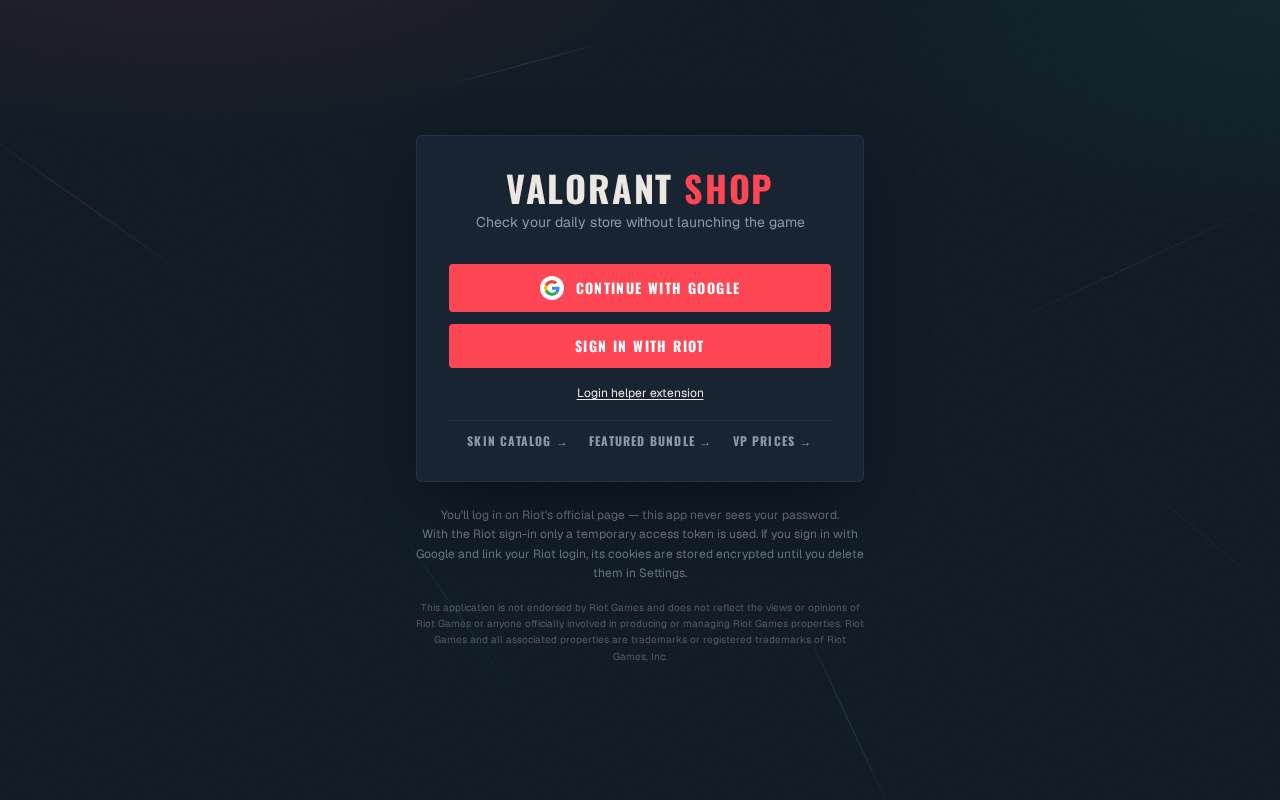 VALORANT SHOP
Check your daily store without launching the game
CONTINUE WITH GOOGLE
SIGN IN WITH RIOT
Login helper extension
SKIN CATALOG → FEATURED BUNDLE → VP PRICES →
You'll log in on Riot's official page — this app never sees your password.
With the Riot sign-in only a temporary access token is used. If you sign in with
Google and link your Riot login, its cookies are stored encrypted until you delete
them in Settings.
This application is not endorsed by Riot Games and does not reflect the views or opinions of
Riot Games or anyone officially involved in producing or managing Riot Games properties. Riot
Games and all associated properties are trademarks or registered trademarks of Riot
Games, Inc.